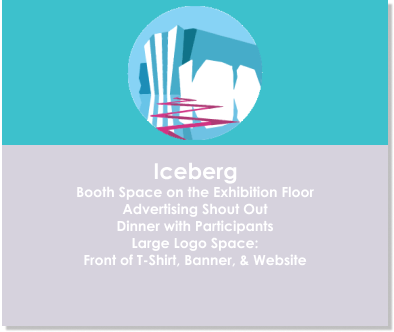 Iceberg
Booth Space on the Exhibition Floor
Advertising Shout Out
Dinner with Participants
Large Logo Space:
Front of T-Shirt, Banner, & Website